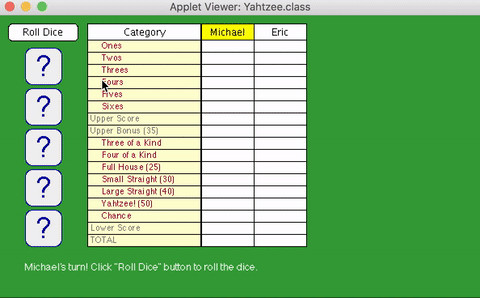 Applet Viewer: Yahtzee.class
Roll Dice Category Michael Eric
Ones
Twos
Threes
Fours
Fives
Sixes
Upper Score
Upper Bonus (35)
Three of a Kind
Four of a Kind
Full House (25)
Small Straight (30)
Large Straight (40)
Yahtzee! (50)
Chance
Lower Score
TOTAL
?
?
?
?
?
Michael's turn! Click "Roll Dice" button to roll the dice.